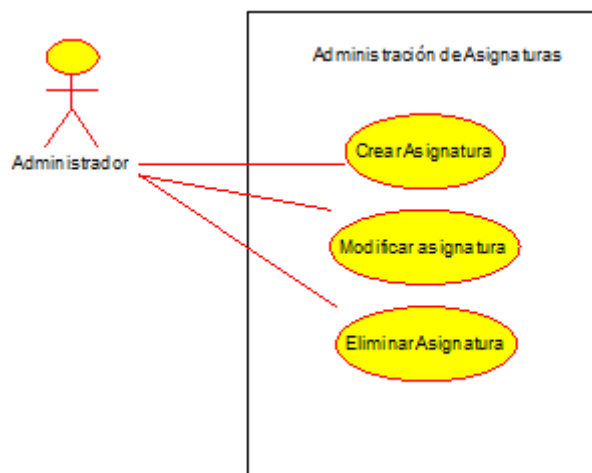 Administración de Asignaturas
Crear Asignatura
Administrador
Modificar asignatura
Eliminar Asignatura